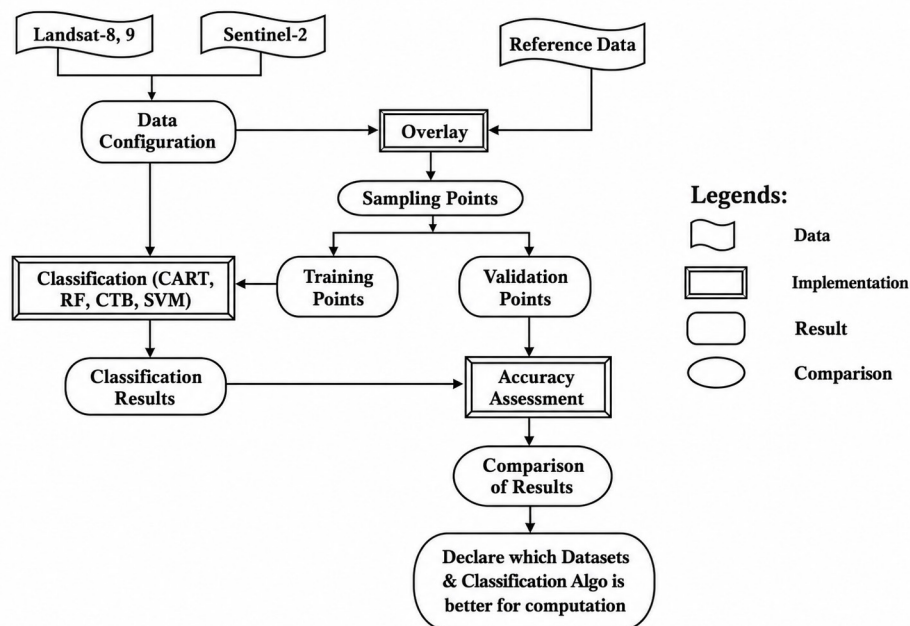 Landsat-8, 9
Sentinel-2
Reference Data
Data
Configuration
Overlay
Sampling Points
Classification (CART,
RF, CTB, SVM)
Training
Points
Validation
Points
Classification
Results
Accuracy
Assessment
Comparison
of Results
Declare which Datasets
& Classification Algo is
better for computation
Legends:
Data
Implementation
Result
Comparison